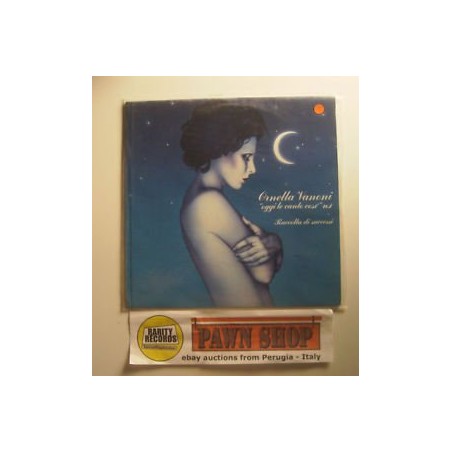 Ornella Vanoni
"oggi le canto così" n.1
Raccolta di successi
RARITY
RECORDS
PAWN SHOP
ebay auctions from Perugia - Italy